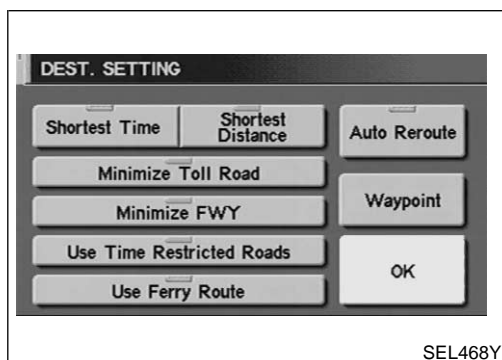 DEST. SETTING
Shortest Time
Shortest
Distance
Auto Reroute
Minimize Toll Road
Minimize FWY
Waypoint
Use Time Restricted Roads
Use Ferry Route
OK
SEL468Y